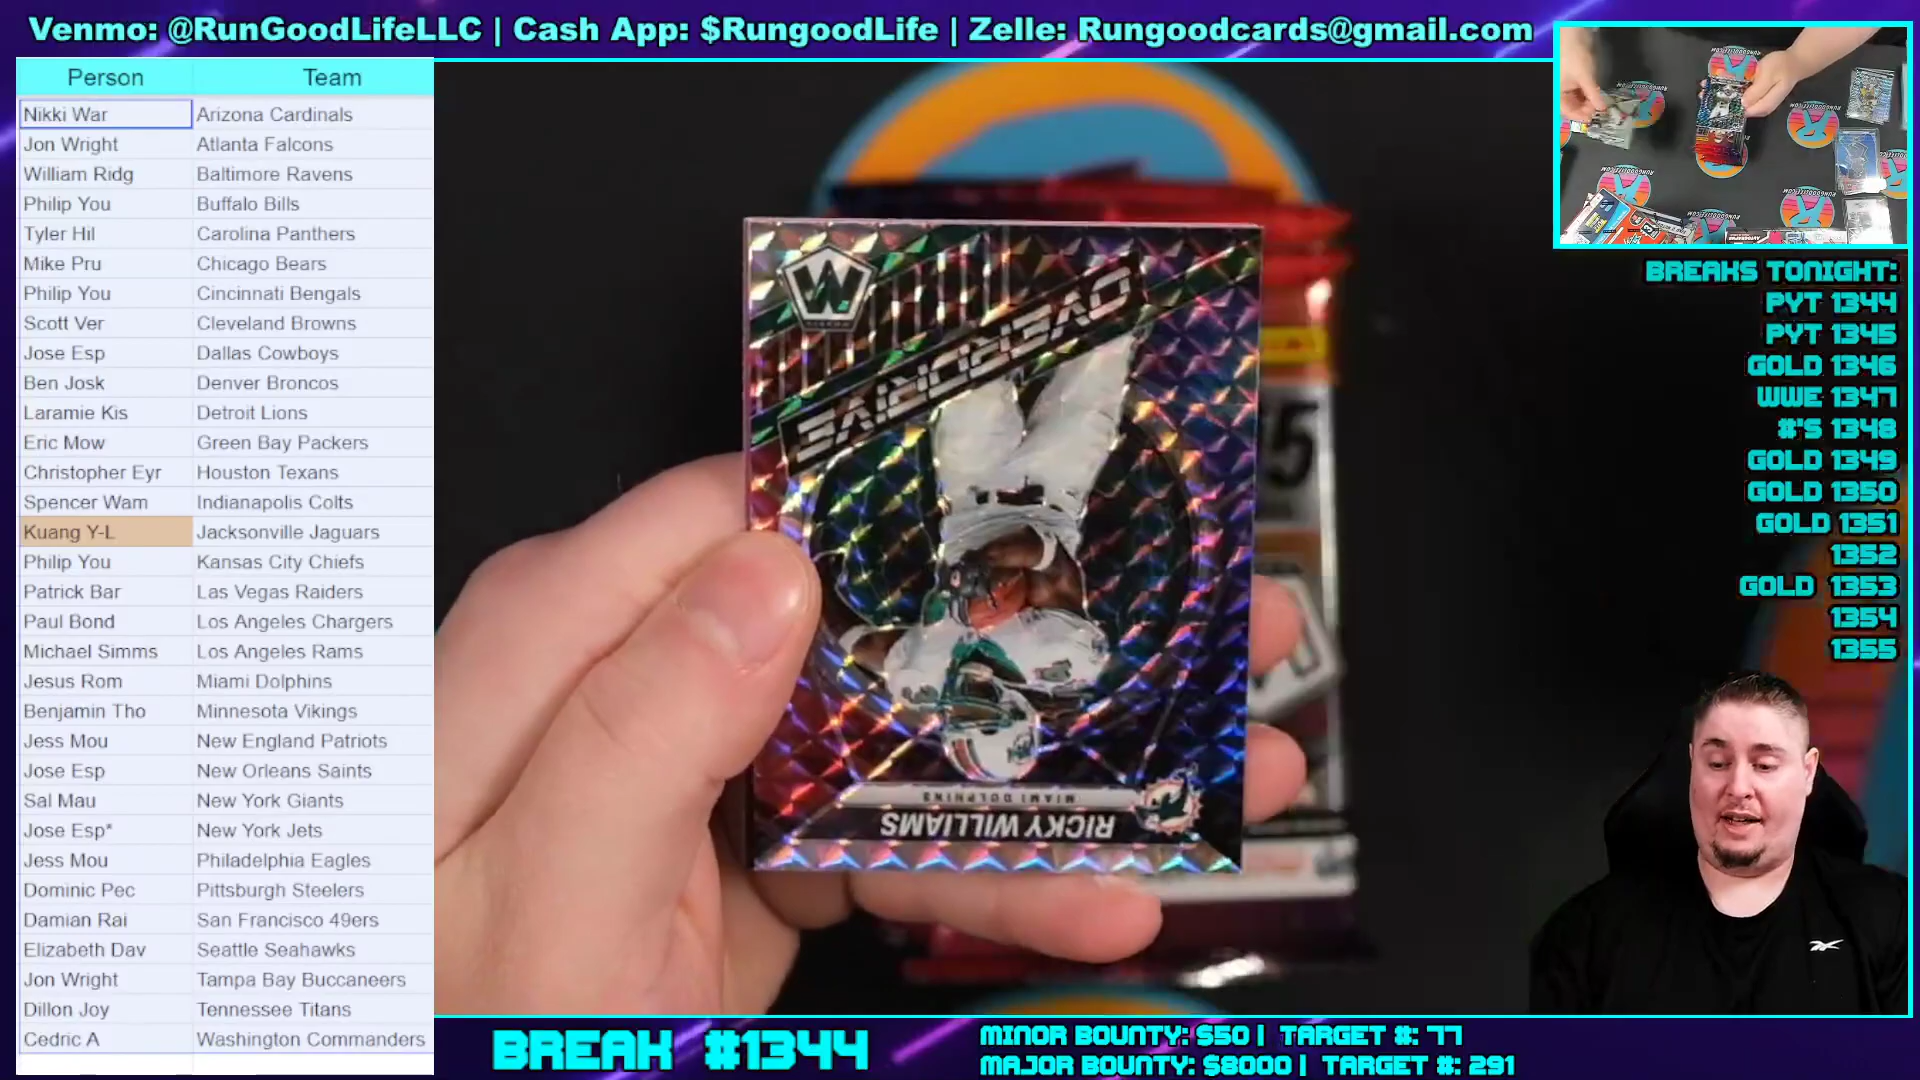 Venmo: @RunGoodLifeLLC | Cash App: $RungoodLife | Zelle: Rungoodcards@gmail.com
Person Team
Nikki War Arizona Cardinals
Jon Wright Atlanta Falcons
William Ridg Baltimore Ravens
Philip You Buffalo Bills
Tyler Hil Carolina Panthers
Mike Pru Chicago Bears
Philip You Cincinnati Bengals
Scott Ver Cleveland Browns
Jose Esp Dallas Cowboys
Ben Josk Denver Broncos
Laramie Kis Detroit Lions
Eric Mow Green Bay Packers
Christopher Eyr Houston Texans
Spencer Wam Indianapolis Colts
Kuang Y-L Jacksonville Jaguars
Philip You Kansas City Chiefs
Patrick Bar Las Vegas Raiders
Paul Bond Los Angeles Chargers
Michael Simms Los Angeles Rams
Jesus Rom Miami Dolphins
Benjamin Tho Minnesota Vikings
Jess Mou New England Patriots
Jose Esp New Orleans Saints
Sal Mau New York Giants
Jose Esp* New York Jets
Jess Mou Philadelphia Eagles
Dominic Pec Pittsburgh Steelers
Damian Rai San Francisco 49ers
Elizabeth Dav Seattle Seahawks
Jon Wright Tampa Bay Buccaneers
Dillon Joy Tennessee Titans
Cedric A Washington Commanders
OVERDRIVE
MIAMI DOLPHINS
RICKY WILLIAMS
BREAKS TONIGHT:
PYT 1344
PYT 1345
GOLD 1346
WWE 1347
#'S 1348
GOLD 1349
GOLD 1350
GOLD 1351
1352
GOLD 1353
1354
1355
BREAK #1344
MINOR BOUNTY: $50 | TARGET #: 77
MAJOR BOUNTY: $8000 | TARGET #: 291